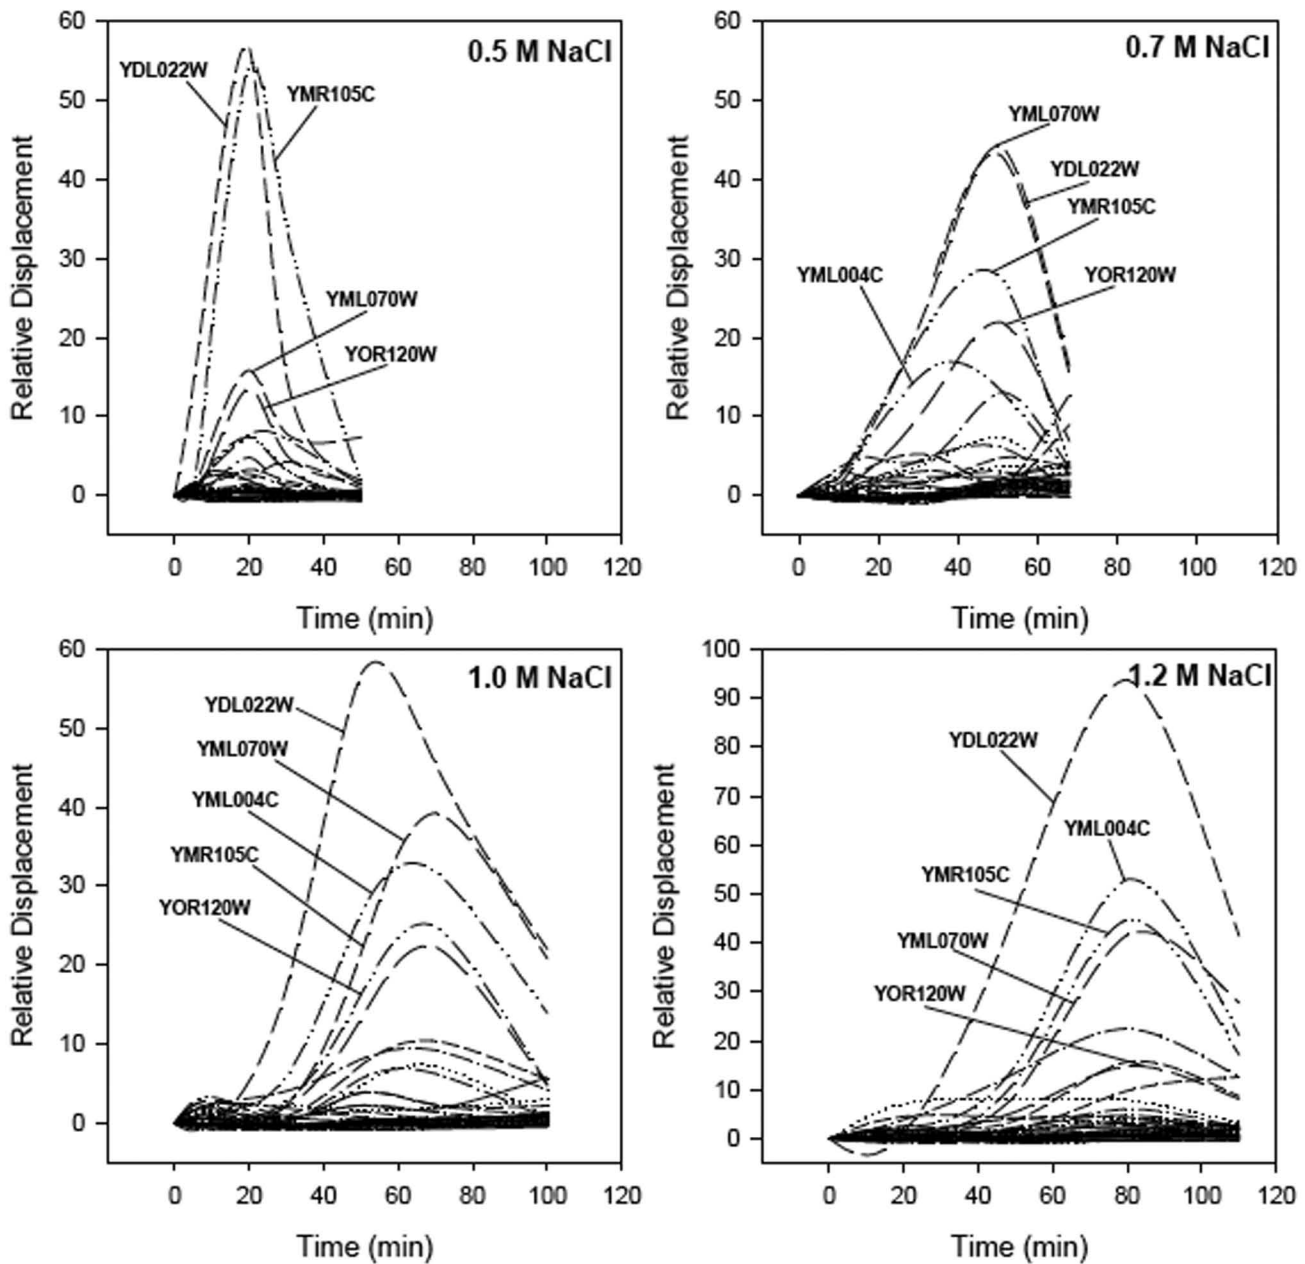 0.5 M NaCl
60
50
40
30
20
10
0
Relative Displacement
YDL022W
YMR105C
YML070W
YOR120W
0 20 40 60 80 100 120
Time (min)
0.7 M NaCl
60
50
40
30
20
10
0
Relative Displacement
YML070W
YDL022W
YMR105C
YML004C
YOR120W
0 20 40 60 80 100 120
Time (min)
1.0 M NaCl
60
50
40
30
20
10
0
Relative Displacement
YDL022W
YML070W
YML004C
YMR105C
YOR120W
0 20 40 60 80 100 120
Time (min)
1.2 M NaCl
100
90
80
70
60
50
40
30
20
10
0
Relative Displacement
YDL022W
YML004C
YMR105C
YML070W
YOR120W
0 20 40 60 80 100 120
Time (min)